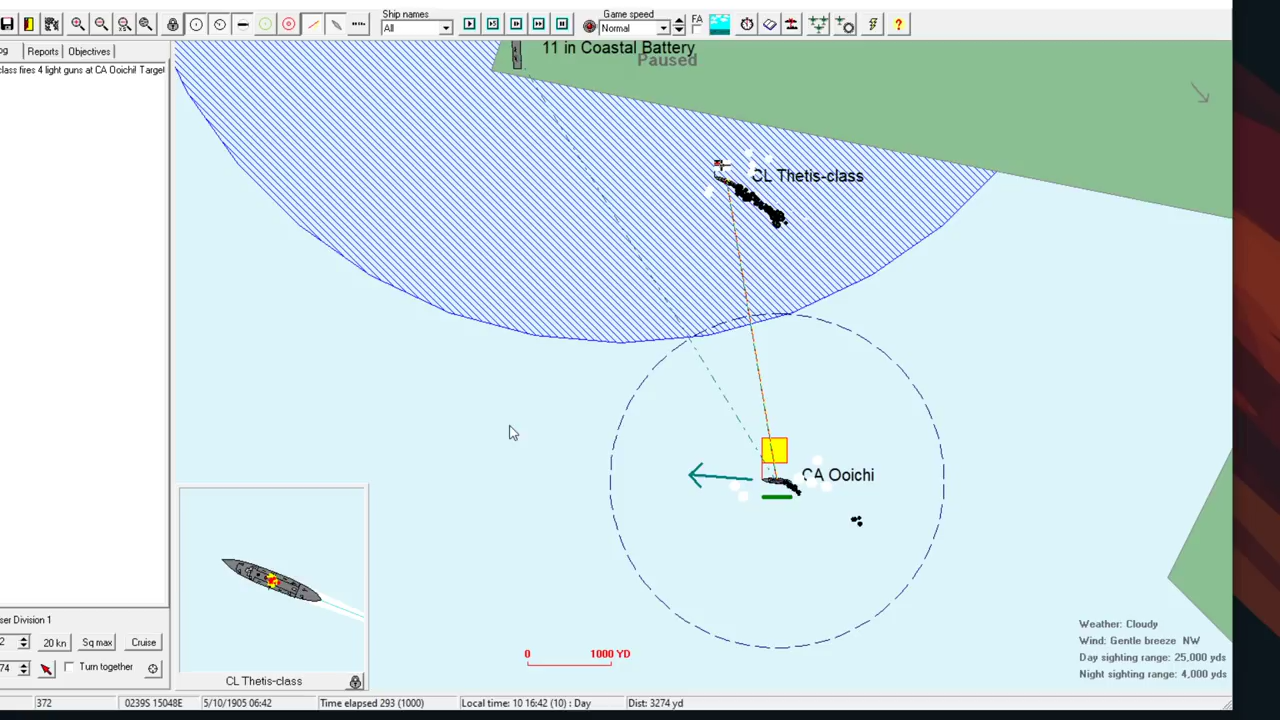 Ship names
Game speed
All
Normal
FA
?
og
Reports
Objectives
class fires 4 light guns at CA Ooichi! Target
11 in Coastal Battery
Paused
CL Thetis-class
CA Ooichi
ser Division 1
2
20 kn
Sq max
Cruise
74
Turn together
CL Thetis-class
0
1000 YD
Weather: Cloudy
Wind: Gentle breeze NW
Day sighting range: 25,000 yds
Night sighting range: 4,000 yds
372
0239S 15048E
5/10/1905 06:42
Time elapsed 293 (1000)
Local time: 10 16:42 (10) : Day
Dist: 3274 yd